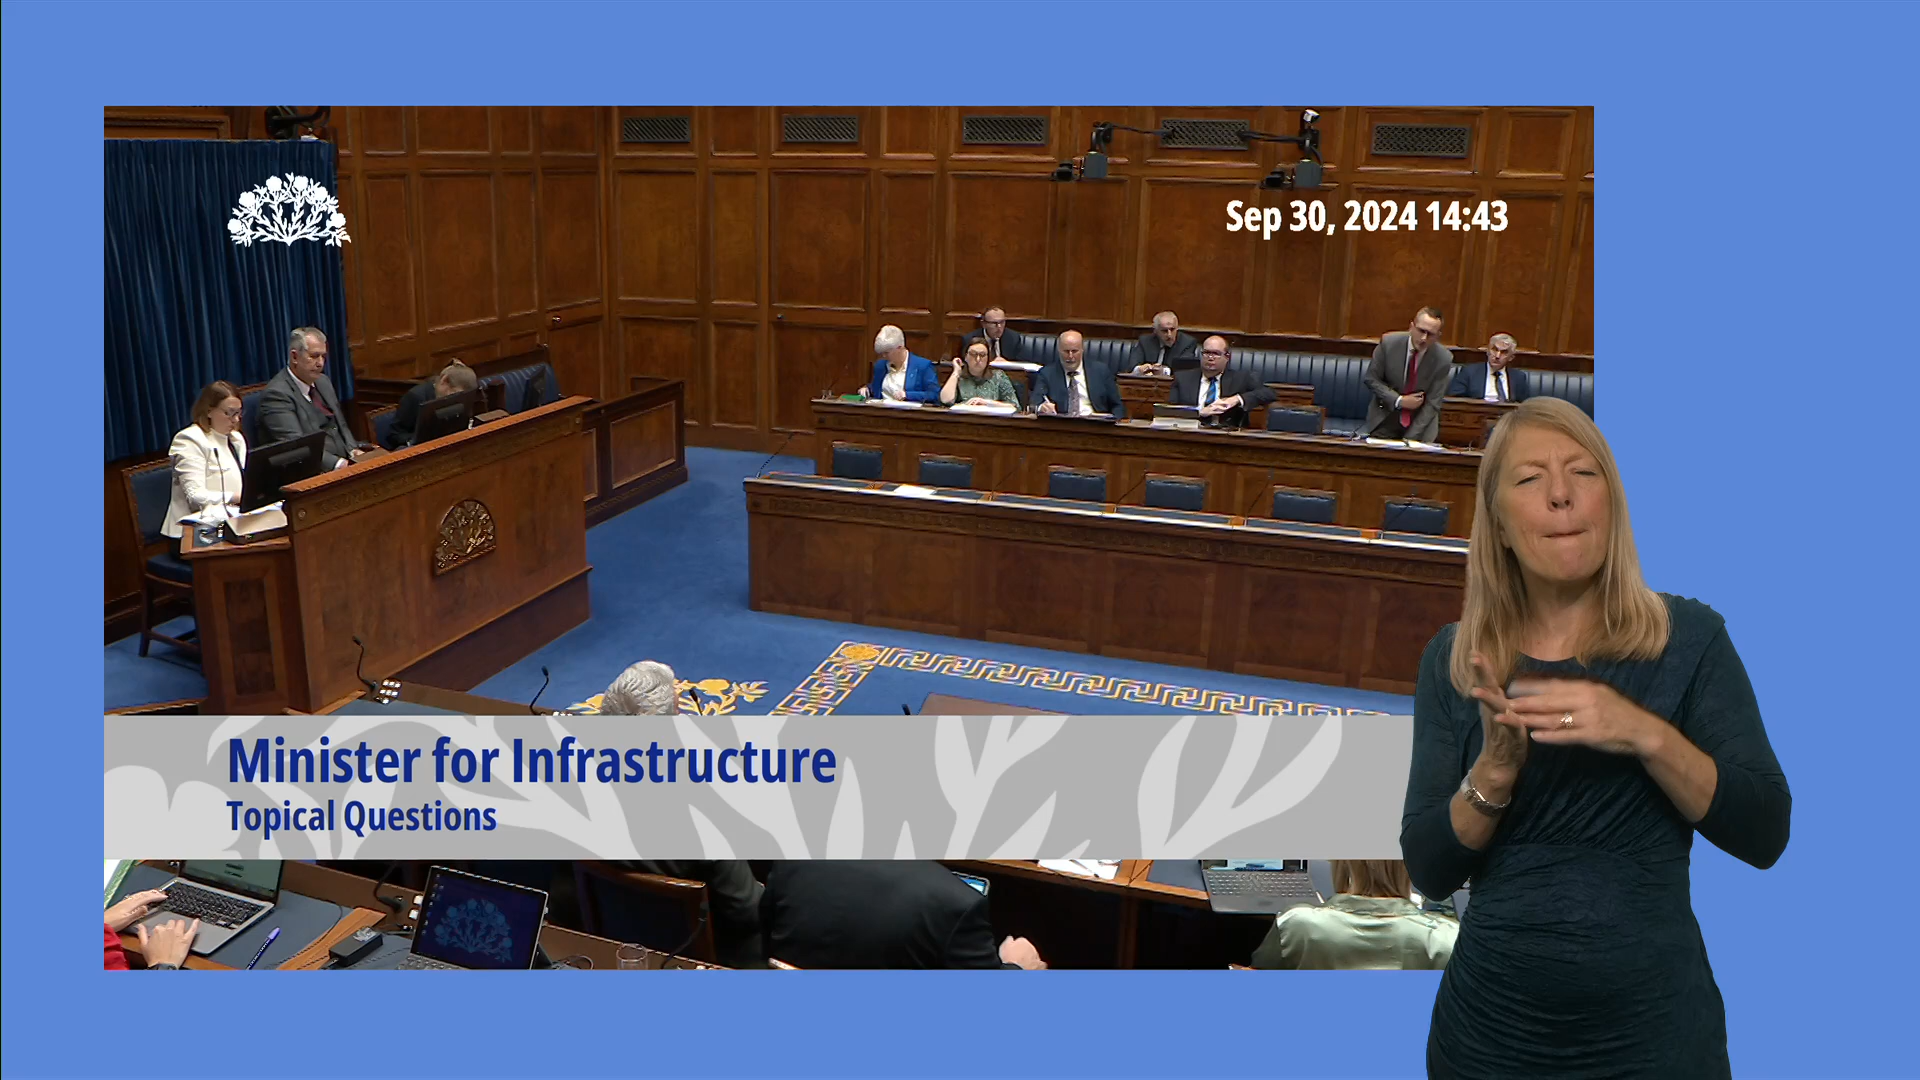 Sep 30, 2024 14:43
Minister for Infrastructure
Topical Questions